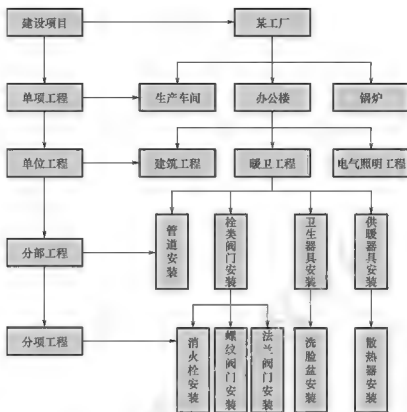 建设项目
某工厂
单项工程
生产车间
办公楼
锅炉
单位工程
建筑工程
暖卫工程
电气照明工程
分部工程
管道安装
栓类阀门安装
卫生器具安装
供暖器具安装
分项工程
消火栓安装
螺纹阀门安装
法兰阀门安装
洗脸盆安装
散热器安装